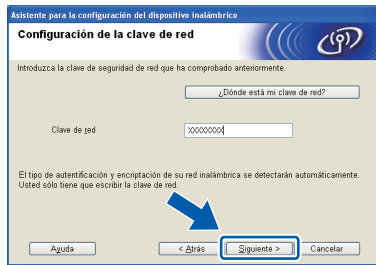 Asistente para la configuración del dispositivo inalámbrico
Configuración de la clave de red
Introduzca la clave de seguridad de red que ha comprobado anteriormente.
¿Dónde está mi clave de red?
Clave de red
XXXXXXXX
El tipo de autentificación y encriptación de su red inalámbrica se detectarán automáticamente.
Usted sólo tiene que escribir la clave de red.
Ayuda
< Atrás
Siguiente >
Cancelar